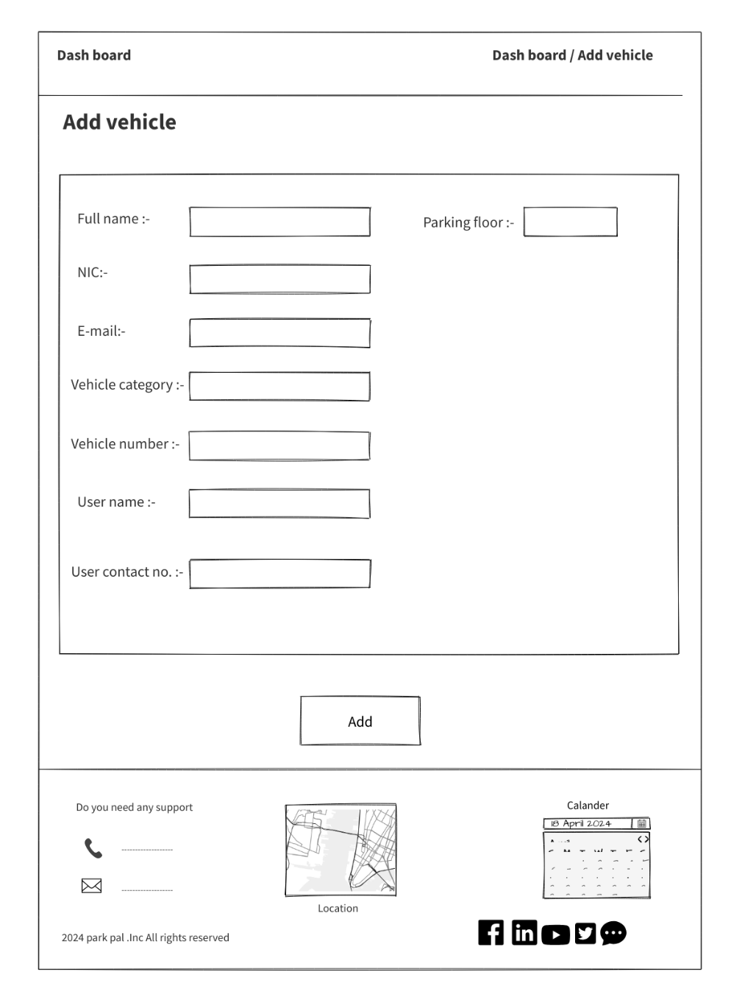 Dash board
Dash board / Add vehicle
Add vehicle
Full name :-
Parking floor :-
NIC:-
E-mail:-
Vehicle category :-
Vehicle number :-
User name :-
User contact no. :-
Add
Do you need any support
Calander
18 April 2024
Location
2024 park pal .Inc All rights reserved